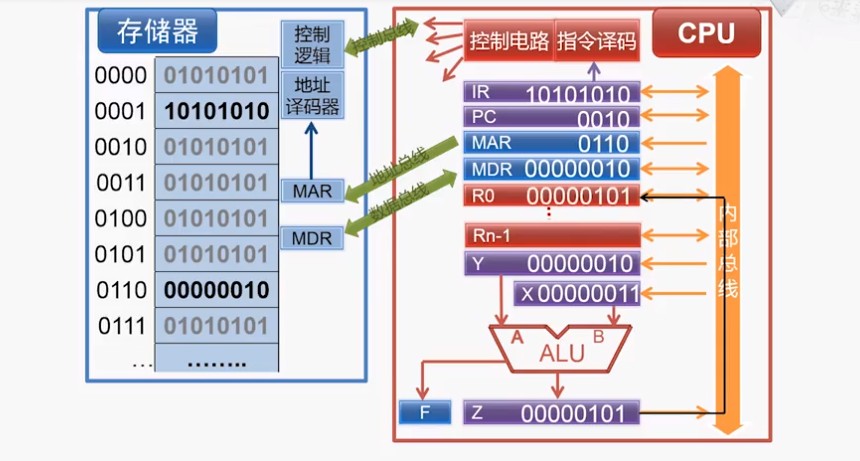 存储器
控制
逻辑
地址
译码器
0000 01010101
0001 10101010
0010 01010101
0011 01010101
0100 01010101
0101 01010101
0110 00000010
0111 01010101
... ........
MAR
MDR
控制总线
地址总线
数据总线
CPU
控制电路 指令译码
IR 10101010
PC 0010
MAR 0110
MDR 00000010
R0 00000101
Rn-1
Y 00000010
X 00000011
A B
ALU
F
Z 00000101
内部总线